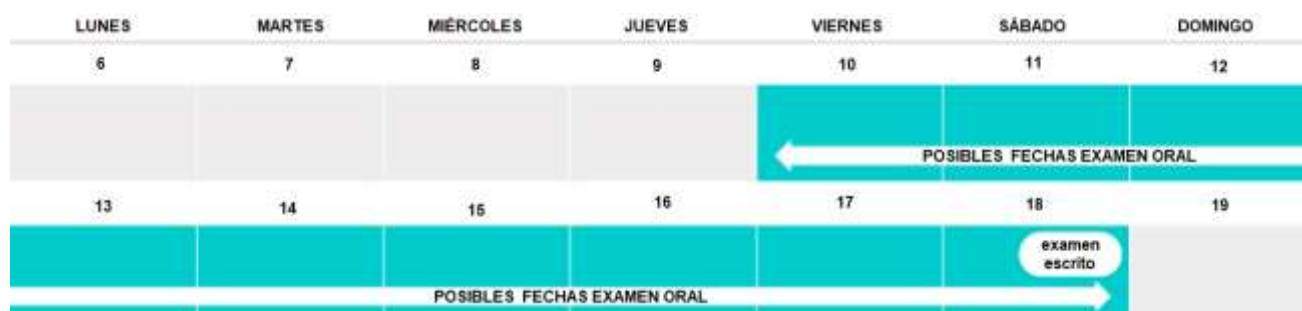 LUNES MARTES MIÉRCOLES JUEVES VIERNES SÁBADO DOMINGO
6 7 8 9 10 11 12
POSIBLES FECHAS EXAMEN ORAL
13 14 15 16 17 18 19
examen
escrito
POSIBLES FECHAS EXAMEN ORAL